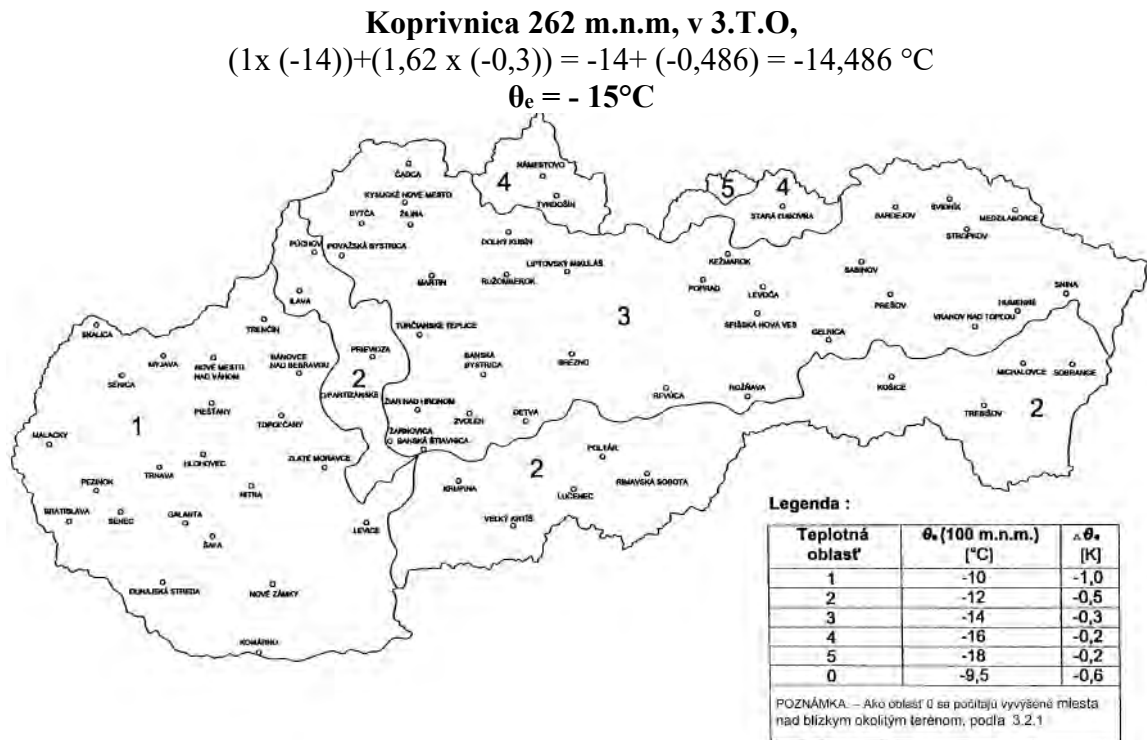 Koprivnica 262 m.n.m, v 3.T.O,
(1x (-14))+(1,62 x (-0,3)) = -14+ (-0,486) = -14,486 °C
θe = - 15°C
ČADCA
NÁMESTOVO
4
TVRDOŠÍN
5
4
STARÁ ĽUBOVŇA
KYSUCKÉ NOVÉ MESTO
BYTČA
ŽILINA
BARDEJOV
SVIDNÍK
MEDZILABORCE
STROPKOV
PÚCHOV
POVAŽSKÁ BYSTRICA
DOLNÝ KUBÍN
LIPTOVSKÝ MIKULÁŠ
KEŽMAROK
SABINOV
MARTIN
RUŽOMBEROK
POPRAD
LEVOČA
PREŠOV
SNINA
HUMENNÉ
VRANOV NAD TOPĽOU
ILAVA
TRENČÍN
TURČIANSKE TEPLICE
3
SPIŠSKÁ NOVÁ VES
GELNICA
SKALICA
MYJAVA
NOVÉ MESTO
NAD VÁHOM
BÁNOVCE
NAD BEBRAVOU
PRIEVIDZA
BANSKÁ
BYSTRICA
BREZNO
SENICA
2
PARTIZÁNSKE
REVÚCA
ROŽŇAVA
KOŠICE
MICHALOVCE
SOBRANCE
TREBIŠOV
2
PIEŠŤANY
TOPOĽČANY
ŽIAR NAD HRONOM
ZVOLEN
DETVA
1
MALACKY
ŽARNOVICA
BANSKÁ ŠTIAVNICA
HLOHOVEC
ZLATÉ MORAVCE
TRNAVA
POLTÁR
2
RIMAVSKÁ SOBOTA
KRUPINA
LUČENEC
PEZINOK
NITRA
BRATISLAVA
SENEC
GALANTA
LEVICE
VEĽKÝ KRTÍŠ
ŠAĽA
DUNAJSKÁ STREDA
NOVÉ ZÁMKY
KOMÁRNO
Legenda :
Teplotná oblasť θe (100 m.n.m.) [°C] △θe [K]
1 -10 -1,0
2 -12 -0,5
3 -14 -0,3
4 -16 -0,2
5 -18 -0,2
0 -9,5 -0,6
POZNÁMKA. – Ako oblasť 0 sa počítajú vyvýšené miesta
nad blízkym okolitým terénom, podľa 3.2.1